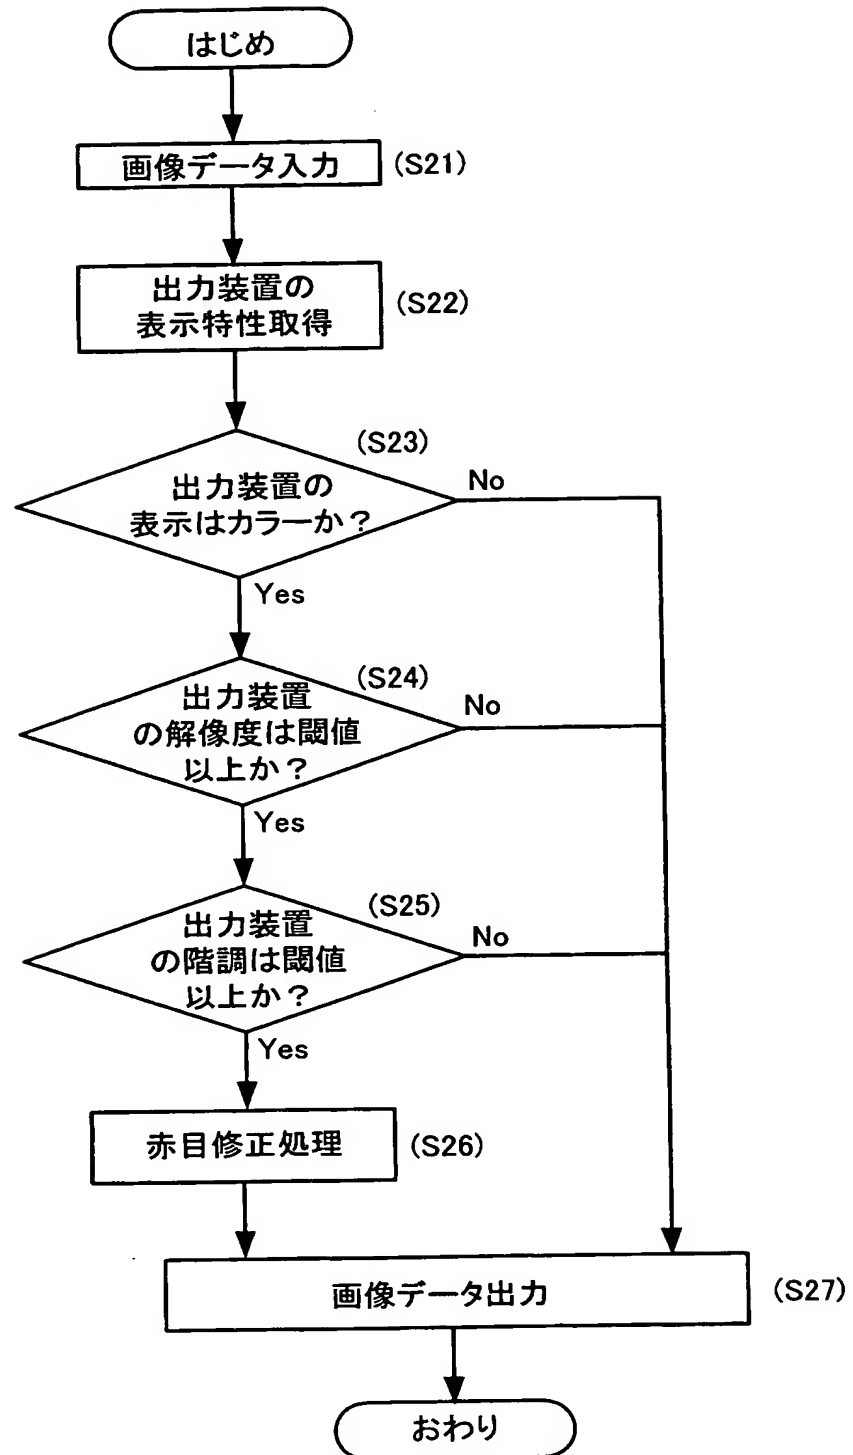 はじめ
画像データ入力 (S21)
出力装置の
表示特性取得
(S22)
(S23)
出力装置の
表示はカラーか？
No
Yes
(S24)
出力装置
の解像度は閾値
以上か？
No
Yes
(S25)
出力装置
の階調は閾値
以上か？
No
Yes
赤目修正処理 (S26)
画像データ出力 (S27)
おわり